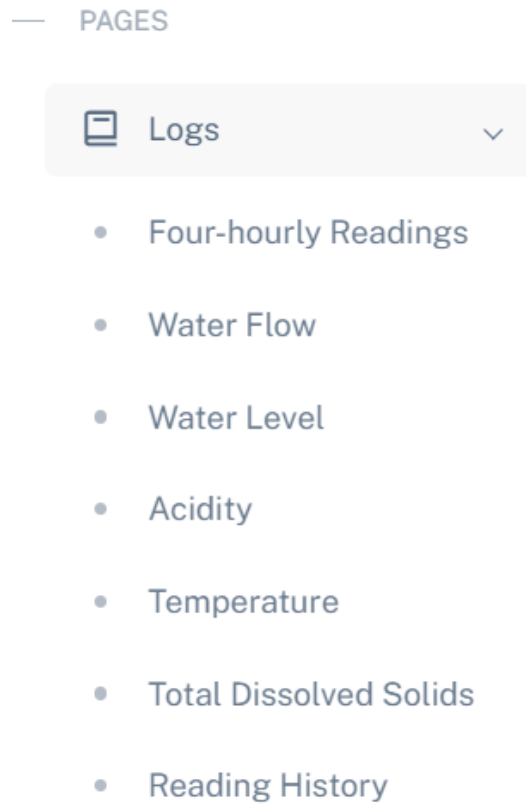 PAGES
Logs
Four-hourly Readings
Water Flow
Water Level
Acidity
Temperature
Total Dissolved Solids
Reading History